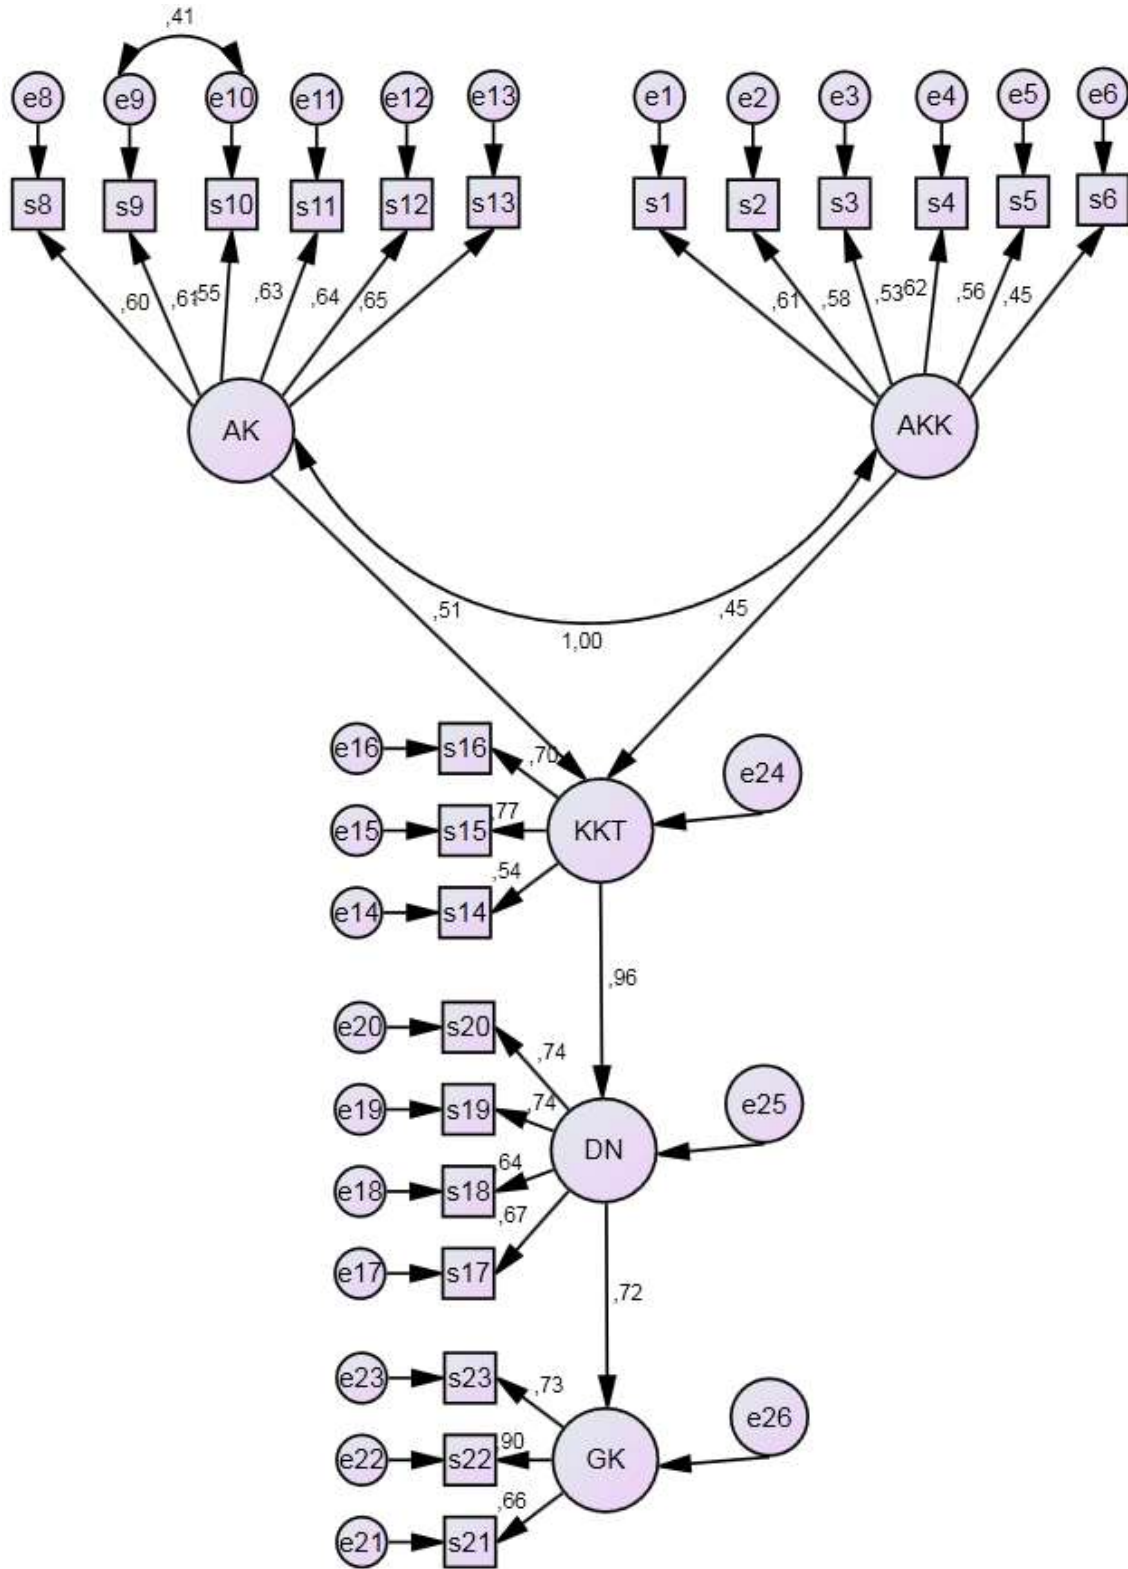 ,41
e8 e9 e10 e11 e12 e13 e1 e2 e3 e4 e5 e6
s8 s9 s10 s11 s12 s13 s1 s2 s3 s4 s5 s6
,60 ,61 ,55 ,63 ,64 ,65 ,61 ,58 ,53 ,62 ,56 ,45
AK AKK
,51 ,45
1,00
e16 s16 ,70 e24
e15 s15 ,77 KKT
e14 s14 ,54
,96
e20 s20 ,74
e19 s19 ,74 e25
e18 s18 ,64 DN
e17 s17 ,67
,72
e23 s23 ,73 e26
e22 s22 ,90 GK
e21 s21 ,66